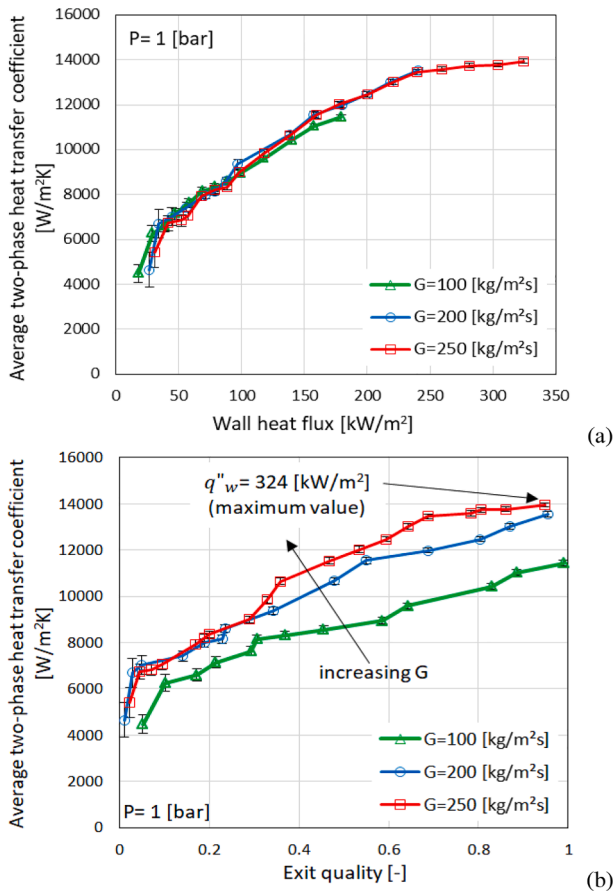 16000
14000
12000
10000
8000
6000
4000
2000
0
Average two-phase heat transfer coefficient
[W/m²K]
P= 1 [bar]
G=100 [kg/m²s]
G=200 [kg/m²s]
G=250 [kg/m²s]
0 50 100 150 200 250 300 350
Wall heat flux [kW/m²]
(a)
16000
14000
12000
10000
8000
6000
4000
2000
0
Average two-phase heat transfer coefficient
[W/m²K]
q"w= 324 [kW/m²]
(maximum value)
increasing G
G=100 [kg/m²s]
G=200 [kg/m²s]
G=250 [kg/m²s]
P= 1 [bar]
0 0.2 0.4 0.6 0.8 1
Exit quality [-]
(b)